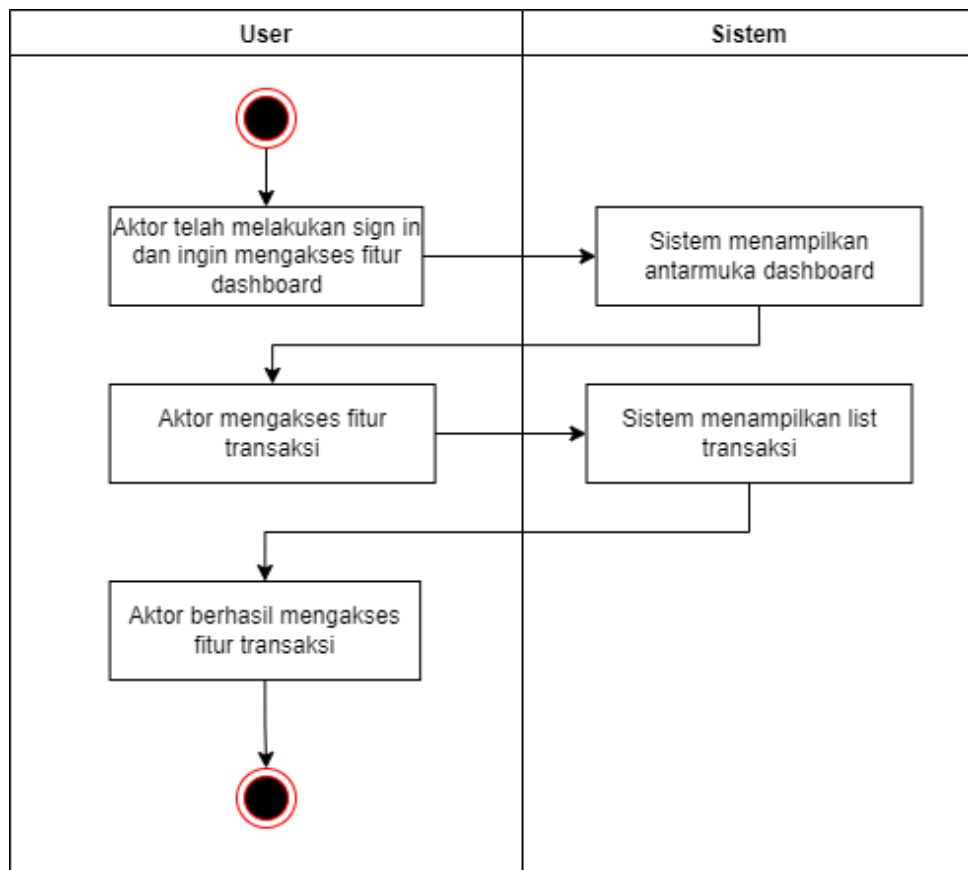 User
Sistem
Aktor telah melakukan sign in
dan ingin mengakses fitur
dashboard
Sistem menampilkan
antarmuka dashboard
Aktor mengakses fitur
transaksi
Sistem menampilkan list
transaksi
Aktor berhasil mengakses
fitur transaksi